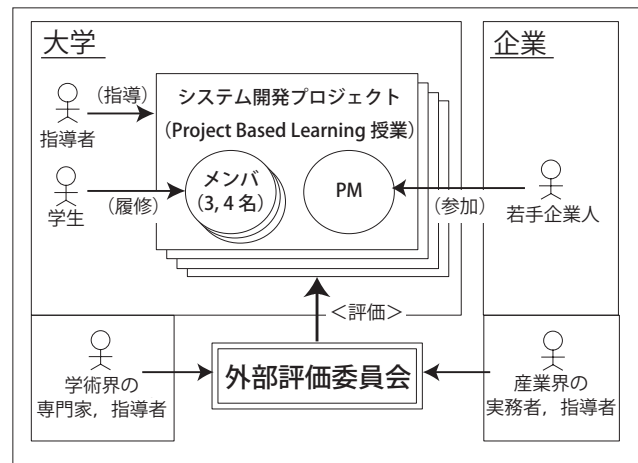 大学
企業
システム開発プロジェクト
(Project Based Learning 授業)
(指導)
指導者
メンバ
(3, 4 名)
PM
学生
(履修)
(参加)
若手企業人
<評価>
外部評価委員会
学術界の
専門家，指導者
産業界の
実務者，指導者